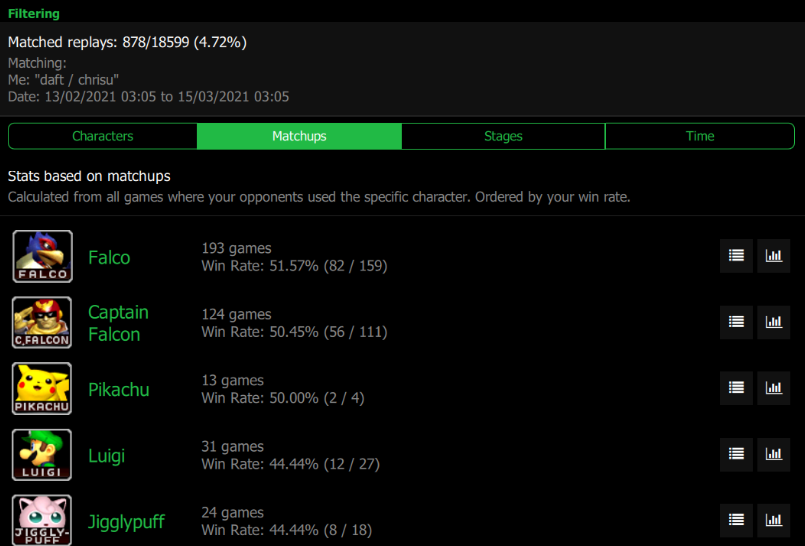 Filtering
Matched replays: 878/18599 (4.72%)
Matching:
Me: "daft / chrisu"
Date: 13/02/2021 03:05 to 15/03/2021 03:05
Characters
Matchups
Stages
Time
Stats based on matchups
Calculated from all games where your opponents used the specific character. Ordered by your win rate.
FALCO
Falco
193 games
Win Rate: 51.57% (82 / 159)
C.FALCON
Captain
Falcon
124 games
Win Rate: 50.45% (56 / 111)
PIKACHU
Pikachu
13 games
Win Rate: 50.00% (2 / 4)
LUIGI
Luigi
31 games
Win Rate: 44.44% (12 / 27)
JIGGLY-
PUFF
Jigglypuff
24 games
Win Rate: 44.44% (8 / 18)